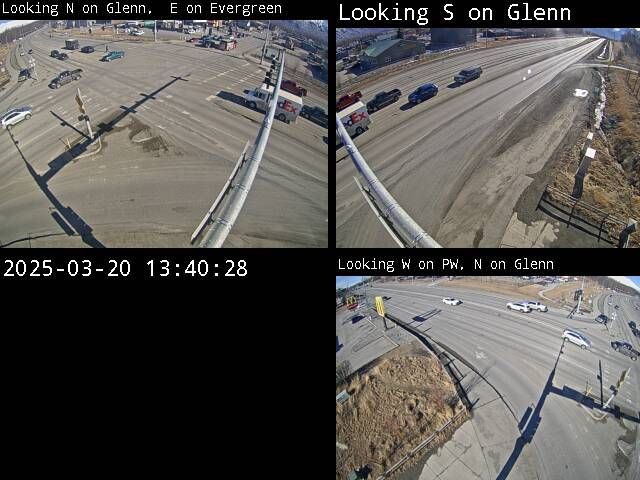 Looking N on Glenn,  E on Evergreen
Looking S on Glenn
FedEx
2025-03-20 13:40:28
Looking W on PW, N on Glenn